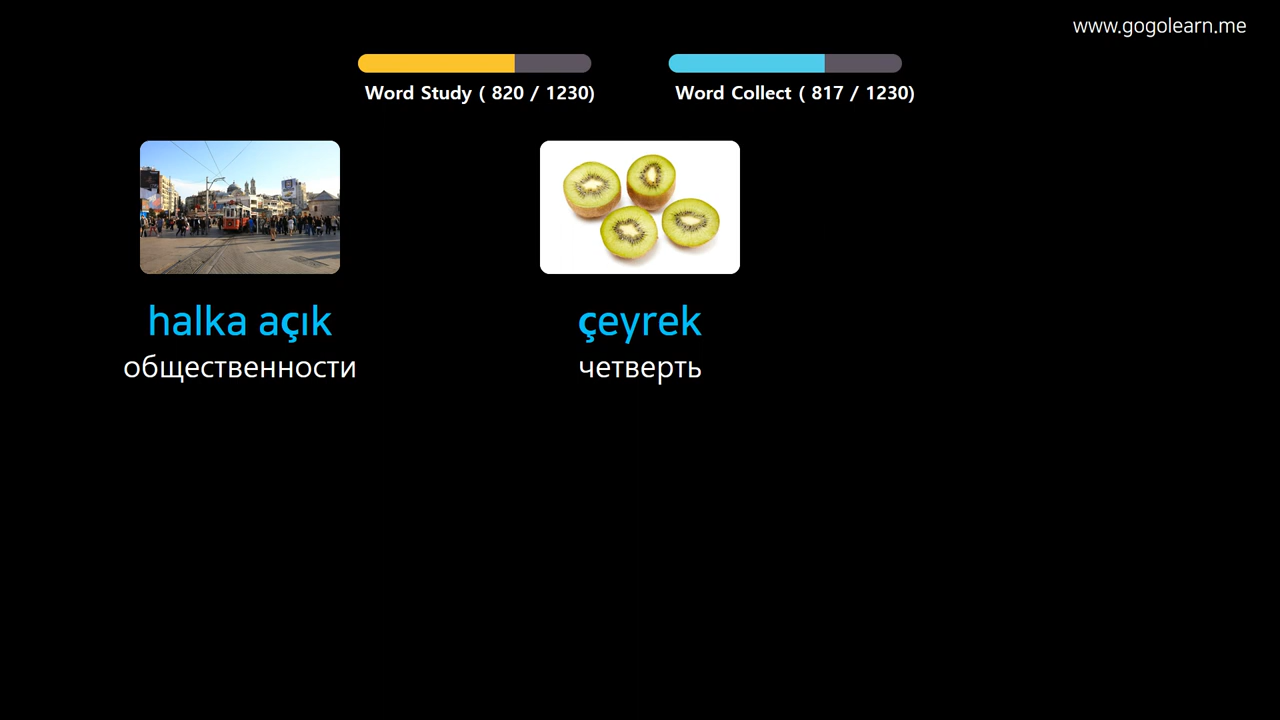 www.gogolearn.me
Word Study ( 820 / 1230)
Word Collect ( 817 / 1230)
halka açık
общественности
çeyrek
четверть